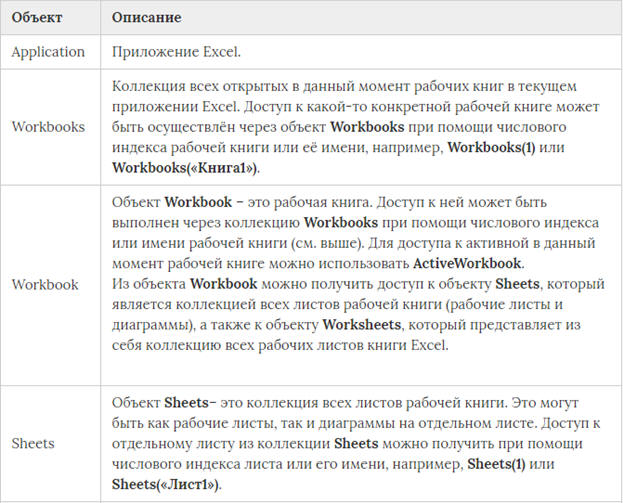 Объект Описание
Application Приложение Excel.
Коллекция всех открытых в данный момент рабочих книг в текущем
приложении Excel. Доступ к какой-то конкретной рабочей книге может
Workbooks быть осуществлён через объект Workbooks при помощи числового
индекса рабочей книги или её имени, например, Workbooks(1) или
Workbooks(«Книга1»).
Объект Workbook – это рабочая книга. Доступ к ней может быть
выполнен через коллекцию Workbooks при помощи числового индекса
или имени рабочей книги (см. выше). Для доступа к активной в данный
момент рабочей книге можно использовать ActiveWorkbook.
Workbook Из объекта Workbook можно получить доступ к объекту Sheets, который
является коллекцией всех листов рабочей книги (рабочие листы и
диаграммы), а также к объекту Worksheets, который представляет из
себя коллекцию всех рабочих листов книги Excel.
Объект Sheets– это коллекция всех листов рабочей книги. Это могут
быть как рабочие листы, так и диаграммы на отдельном листе. Доступ к
Sheets отдельному листу из коллекции Sheets можно получить при помощи
числового индекса листа или его имени, например, Sheets(1) или
Sheets(«Лист1»).